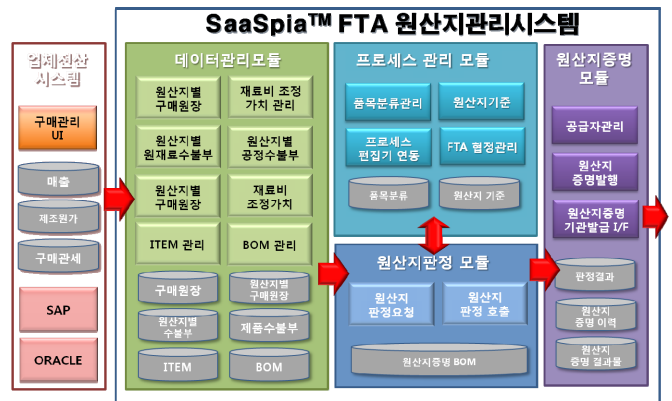 SaaSpia™ FTA 원산지관리시스템
업체전산
시스템
구매관리
UI
매출
제조원가
구매관세
SAP
ORACLE
데이터관리모듈
원산지별
구매원장
재료비 조정
가치 관리
원산지별
원재료수불부
원산지별
공정수불부
원산지별
구매원장
재료비
조정가치
ITEM 관리
BOM 관리
구매원장
원산지별
구매원장
원산지별
수불부
제품수불부
ITEM
BOM
프로세스 관리 모듈
품목분류관리
원산지기준
프로세스
편집기 연동
FTA 협정관리
품목분류
원산지 기준
원산지판정 모듈
원산지
판정요청
원산지
판정 호출
원산지증명 BOM
원산지증명
모듈
공급자관리
원산지
증명발행
원산지증명
기관발급 I/F
판정결과
원산지
증명 이력
원산지
증명 결과물